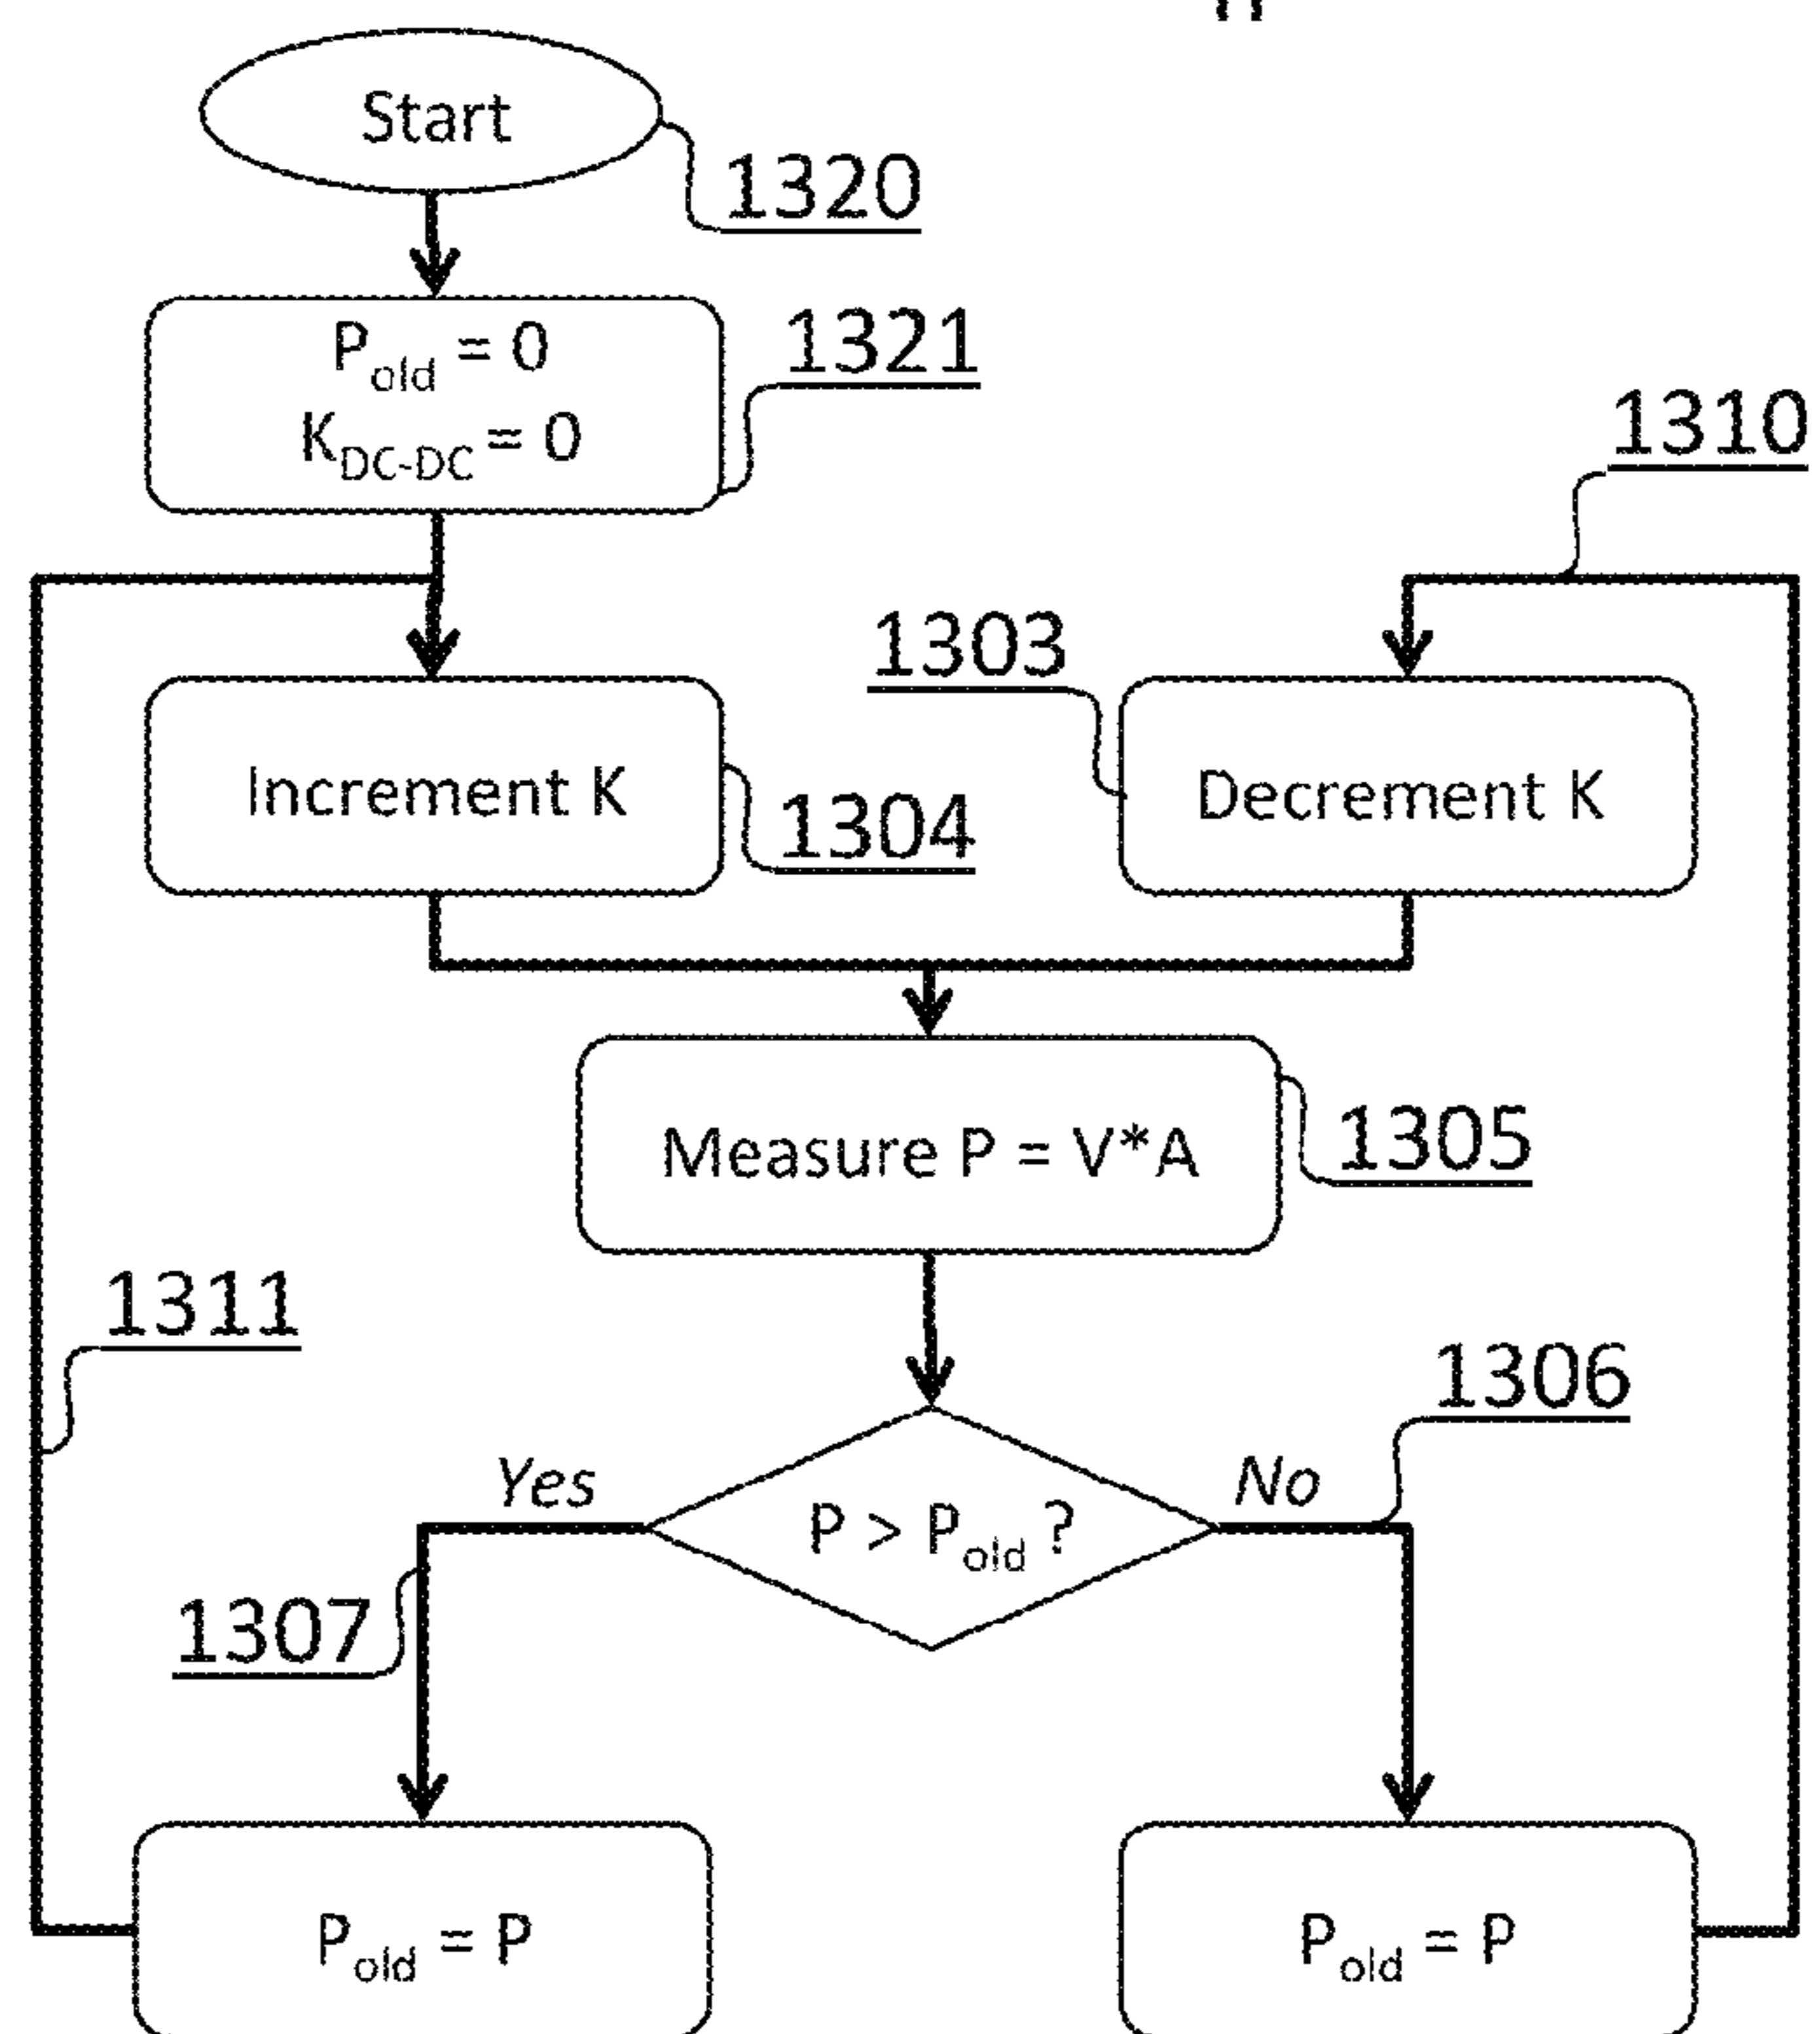 Start
1320
P_old = 0
K_DC-DC = 0
1321
1310
1303
Increment K
1304
Decrement K
Measure P = V*A
1305
1311
1306
Yes
No
P > P_old ?
1307
P_old = P
P_old = P